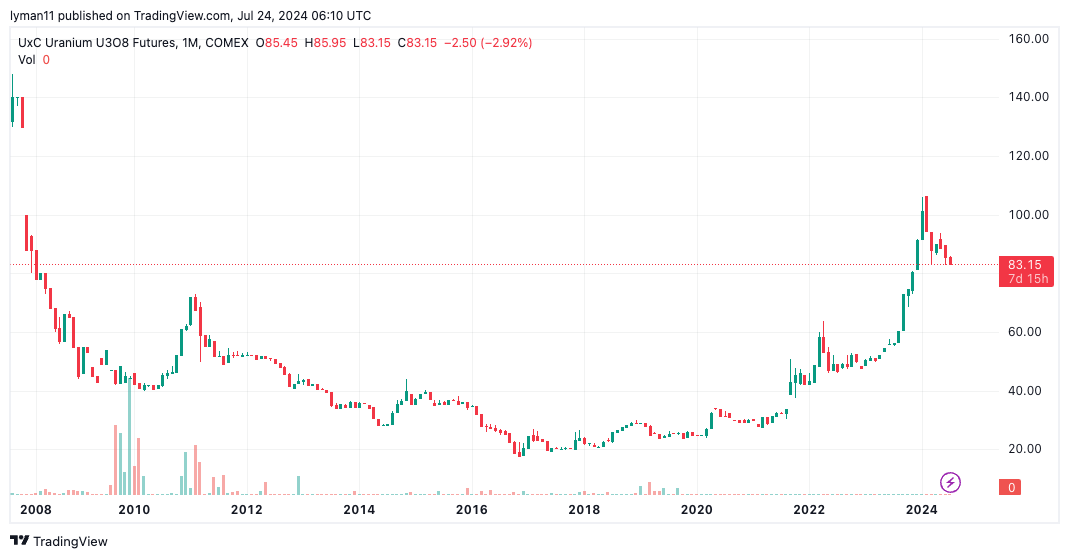 lyman11 published on TradingView.com, Jul 24, 2024 06:10 UTC
UxC Uranium U3O8 Futures, 1M, COMEX O85.45 H85.95 L83.15 C83.15 −2.50 (−2.92%)
Vol 0
160.00
140.00
120.00
100.00
83.15
7d 15h
60.00
40.00
20.00
0
2008 2010 2012 2014 2016 2018 2020 2022 2024
TradingView